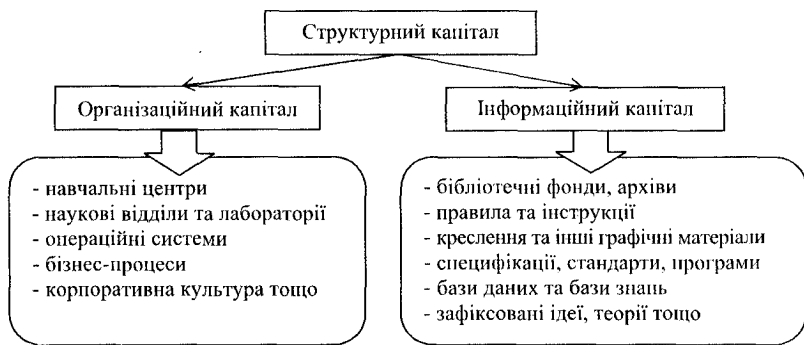 Структурний капітал
Організаційний капітал
Інформаційний капітал
- навчальні центри
- наукові відділи та лабораторії
- операційні системи
- бізнес-процеси
- корпоративна культура тощо
- бібліотечні фонди, архіви
- правила та інструкції
- креслення та інші графічні матеріали
- специфікації, стандарти, програми
- бази даних та бази знань
- зафіксовані ідеї, теорії тощо